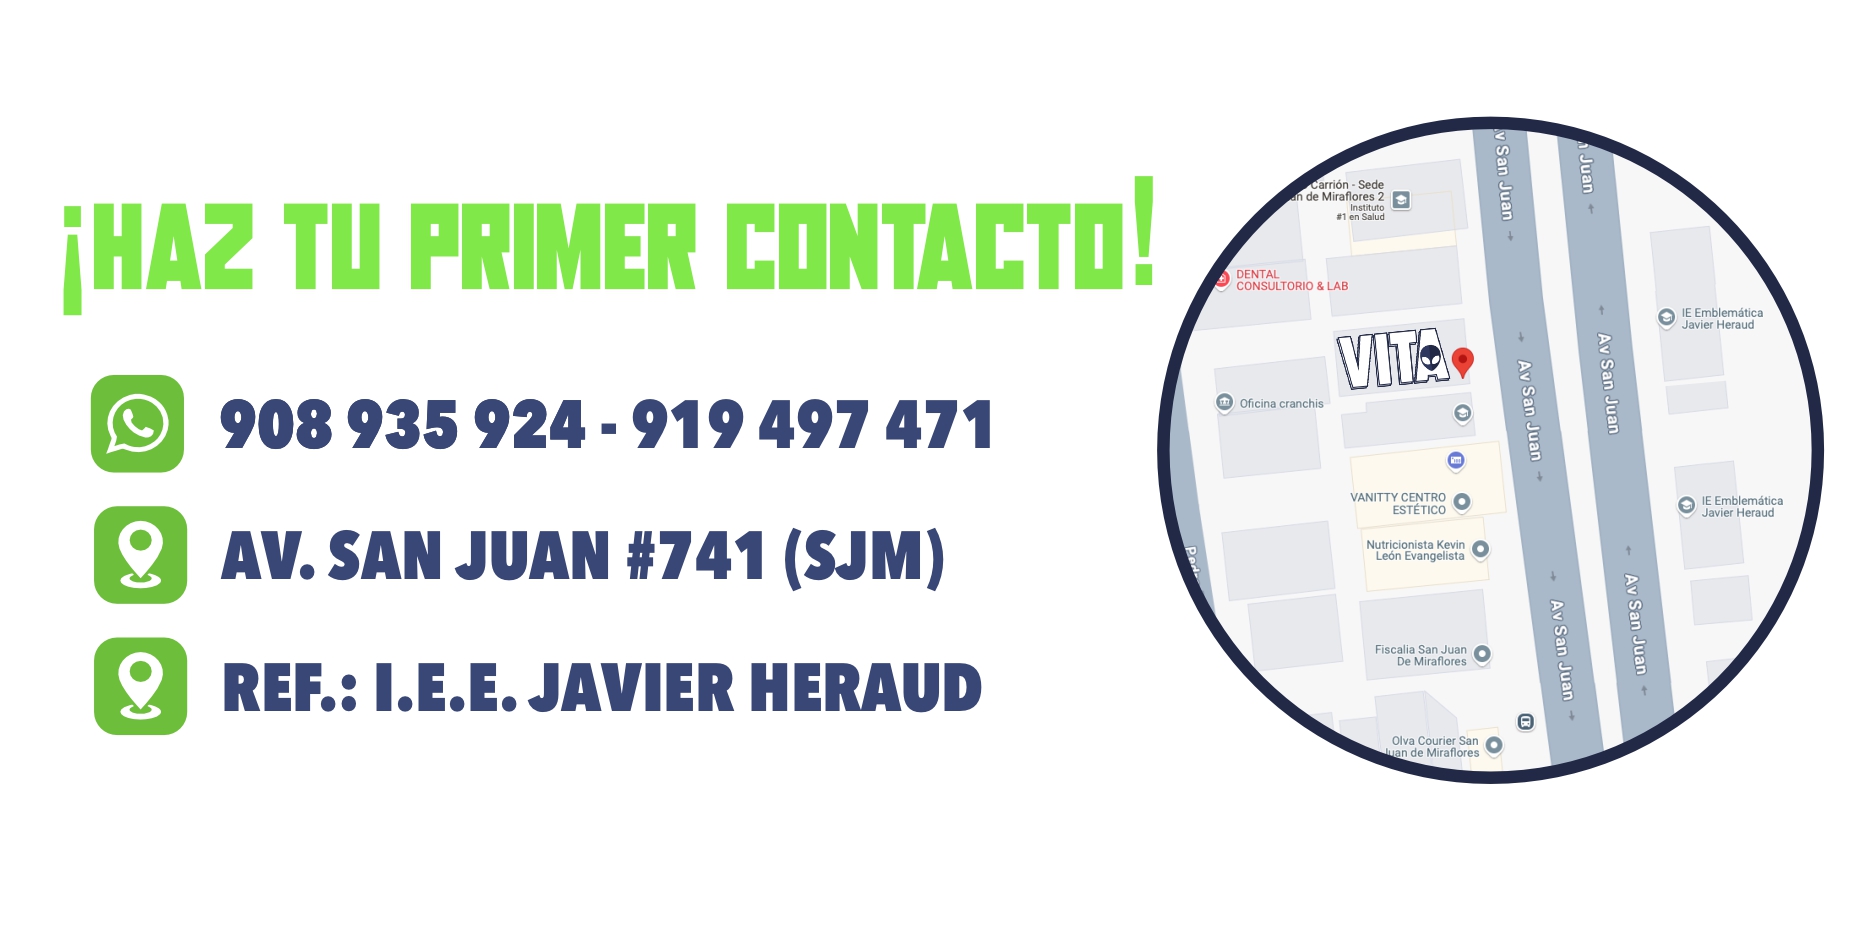 ¡HAZ TU PRIMER CONTACTO!
908 935 924 - 919 497 471
AV. SAN JUAN #741 (SJM)
REF.: I.E.E. JAVIER HERAUD
Carrión - Sede
de Miraflores 2
Instituto
#1 en Salud
DENTAL
CONSULTORIO & LAB
VITA
Oficina cranchis
VANITTY CENTRO
ESTÉTICO
Nutricionista Kevin
León Evangelista
Fiscalia San Juan
De Miraflores
Olva Courier San
Juan de Miraflores
Av San Juan
Av San Juan
Av San Juan
Juan
Av San Juan
Av San Juan
IE Emblemática
Javier Heraud
IE Emblemática
Javier Heraud